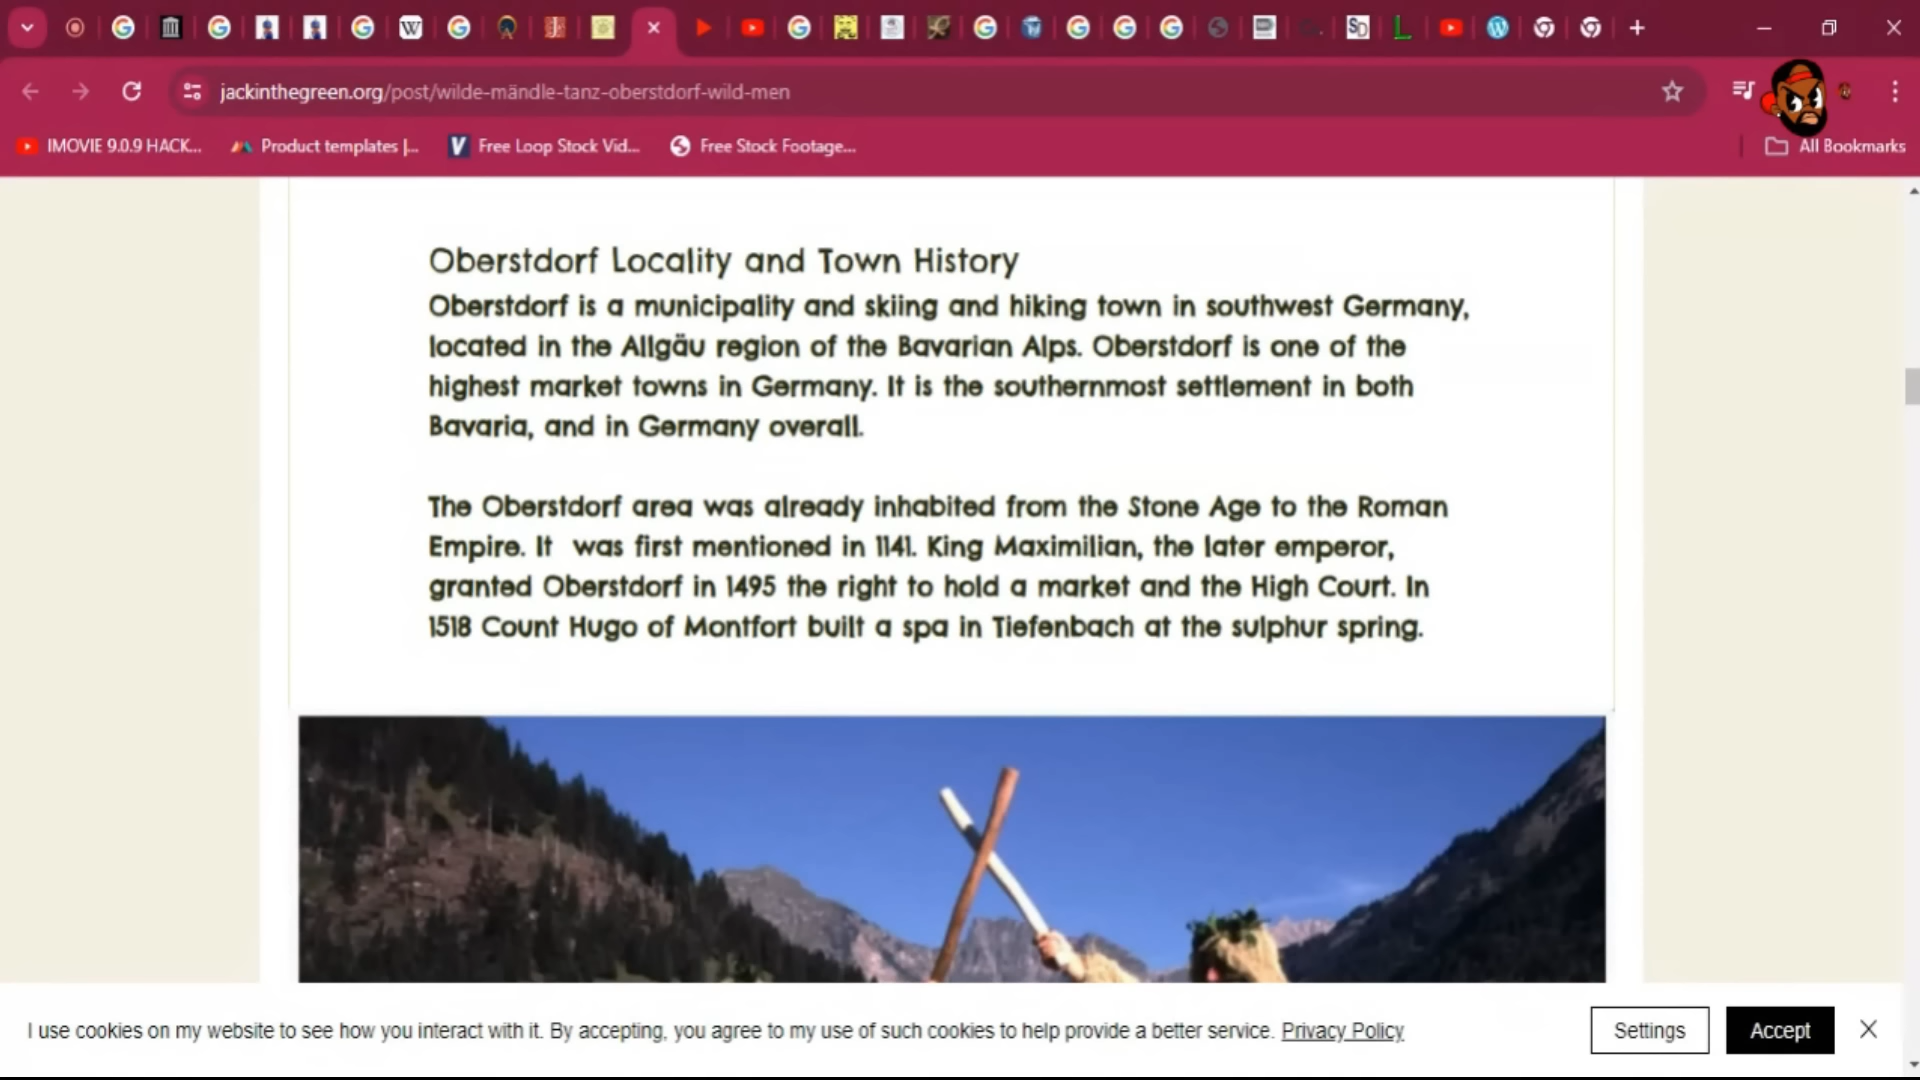 jackinthegreen.org/post/wilde-mändle-tanz-oberstdorf-wild-men
IMOVIE 9.0.9 HACK...
Product templates |...
Free Loop Stock Vid...
Free Stock Footage...
All Bookmarks
Oberstdorf Locality and Town History
Oberstdorf is a municipality and skiing and hiking town in southwest Germany,
located in the Allgäu region of the Bavarian Alps. Oberstdorf is one of the
highest market towns in Germany. It is the southernmost settlement in both
Bavaria, and in Germany overall.
The Oberstdorf area was already inhabited from the Stone Age to the Roman
Empire. It was first mentioned in 1141. King Maximilian, the later emperor,
granted Oberstdorf in 1495 the right to hold a market and the High Court. In
1518 Count Hugo of Montfort built a spa in Tiefenbach at the sulphur spring.
I use cookies on my website to see how you interact with it. By accepting, you agree to my use of such cookies to help provide a better service. Privacy Policy
Settings
Accept